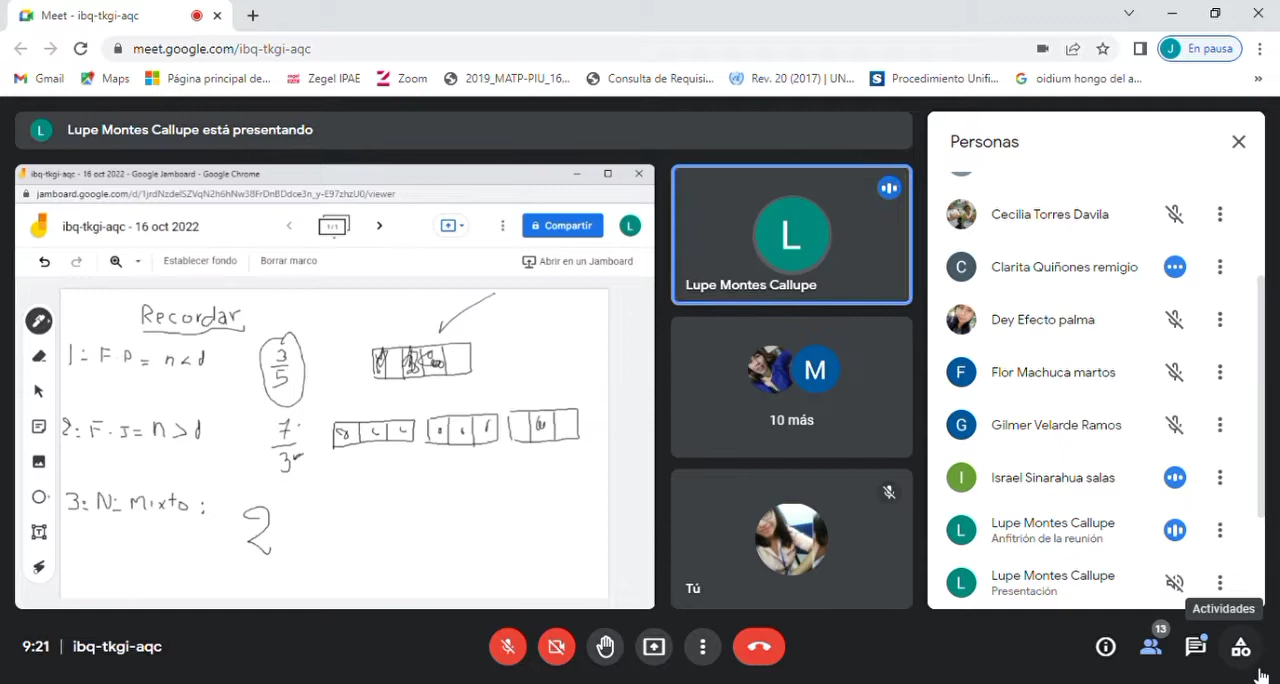 Meet - ibq-tkgi-aqc
meet.google.com/ibq-tkgi-aqc
J En pausa
Gmail Maps Página principal de... Zegel IPAE Zoom 2019_MATP-PIU_16... Consulta de Requisi... Rev. 20 (2017) | UN... Procedimiento Unifi... oidium hongo del a... »
L Lupe Montes Callupe está presentando
ibq-tkgi-aqc - 16 oct 2022 - Google Jamboard - Google Chrome
ibq-tkgi-aqc - 16 oct 2022
1/1
Compartir
L
Establecer fondo Borrar marco Abrir en un Jamboard
Recordar
1= F.P = n<d 3/5
2= F.I = n>d 7/3
3= N= Mixto: 2
L
Lupe Montes Callupe
M
10 más
Tú
Personas
Cecilia Torres Davila
C Clarita Quiñones remigio
Dey Efecto palma
F Flor Machuca martos
G Gilmer Velarde Ramos
I Israel Sinarahua salas
L Lupe Montes Callupe
Anfitrión de la reunión
L Lupe Montes Callupe
Presentación
Actividades
9:21 | ibq-tkgi-aqc
13